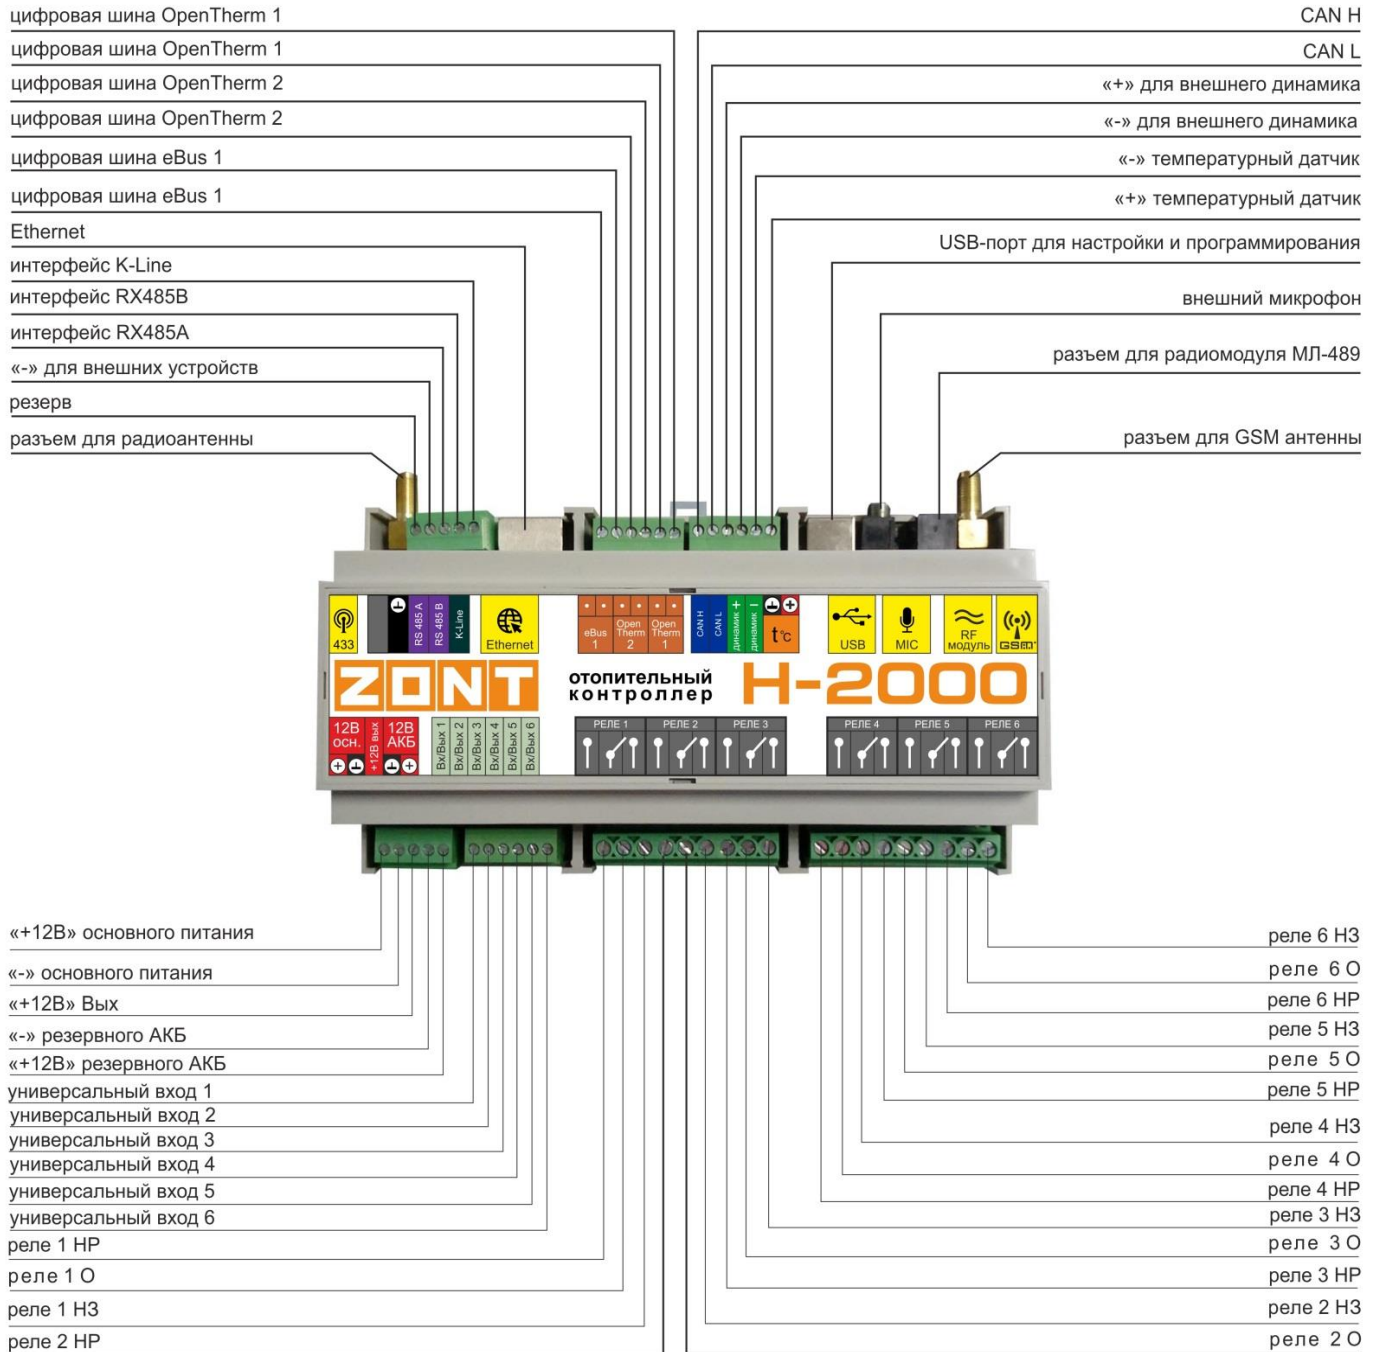 цифровая шина OpenTherm 1
цифровая шина OpenTherm 1
цифровая шина OpenTherm 2
цифровая шина OpenTherm 2
цифровая шина eBus 1
цифровая шина eBus 1
Ethernet
интерфейс K-Line
интерфейс RX485B
интерфейс RX485A
«-» для внешних устройств
резерв
разъем для радиоантенны
CAN H
CAN L
«+» для внешнего динамика
«-» для внешнего динамика
«-» температурный датчик
«+» температурный датчик
USB-порт для настройки и программирования
внешний микрофон
разъем для радиомодуля МЛ-489
разъем для GSM антенны
433
RS 485 A
RS 485 B
K-Line
Ethernet
eBus
1
Open
Therm
2
Open
Therm
1
CAN H
CAN L
динамик +
динамик -
t°C
USB
MIC
RF
модуль
GSM
ZONT
отопительный
контроллер
H-2000
12В
осн.
+12В вых
12В
АКБ
Вх/Вых 1
Вх/Вых 2
Вх/Вых 3
Вх/Вых 4
Вх/Вых 5
Вх/Вых 6
РЕЛЕ 1
РЕЛЕ 2
РЕЛЕ 3
РЕЛЕ 4
РЕЛЕ 5
РЕЛЕ 6
«+12В» основного питания
«-» основного питания
«+12В» Вых
«-» резервного АКБ
«+12В» резервного АКБ
универсальный вход 1
универсальный вход 2
универсальный вход 3
универсальный вход 4
универсальный вход 5
универсальный вход 6
реле 1 НР
реле 1 О
реле 1 НЗ
реле 2 НР
реле 6 НЗ
реле 6 О
реле 6 НР
реле 5 НЗ
реле 5 О
реле 5 НР
реле 4 НЗ
реле 4 О
реле 4 НР
реле 3 НЗ
реле 3 О
реле 3 НР
реле 2 НЗ
реле 2 О